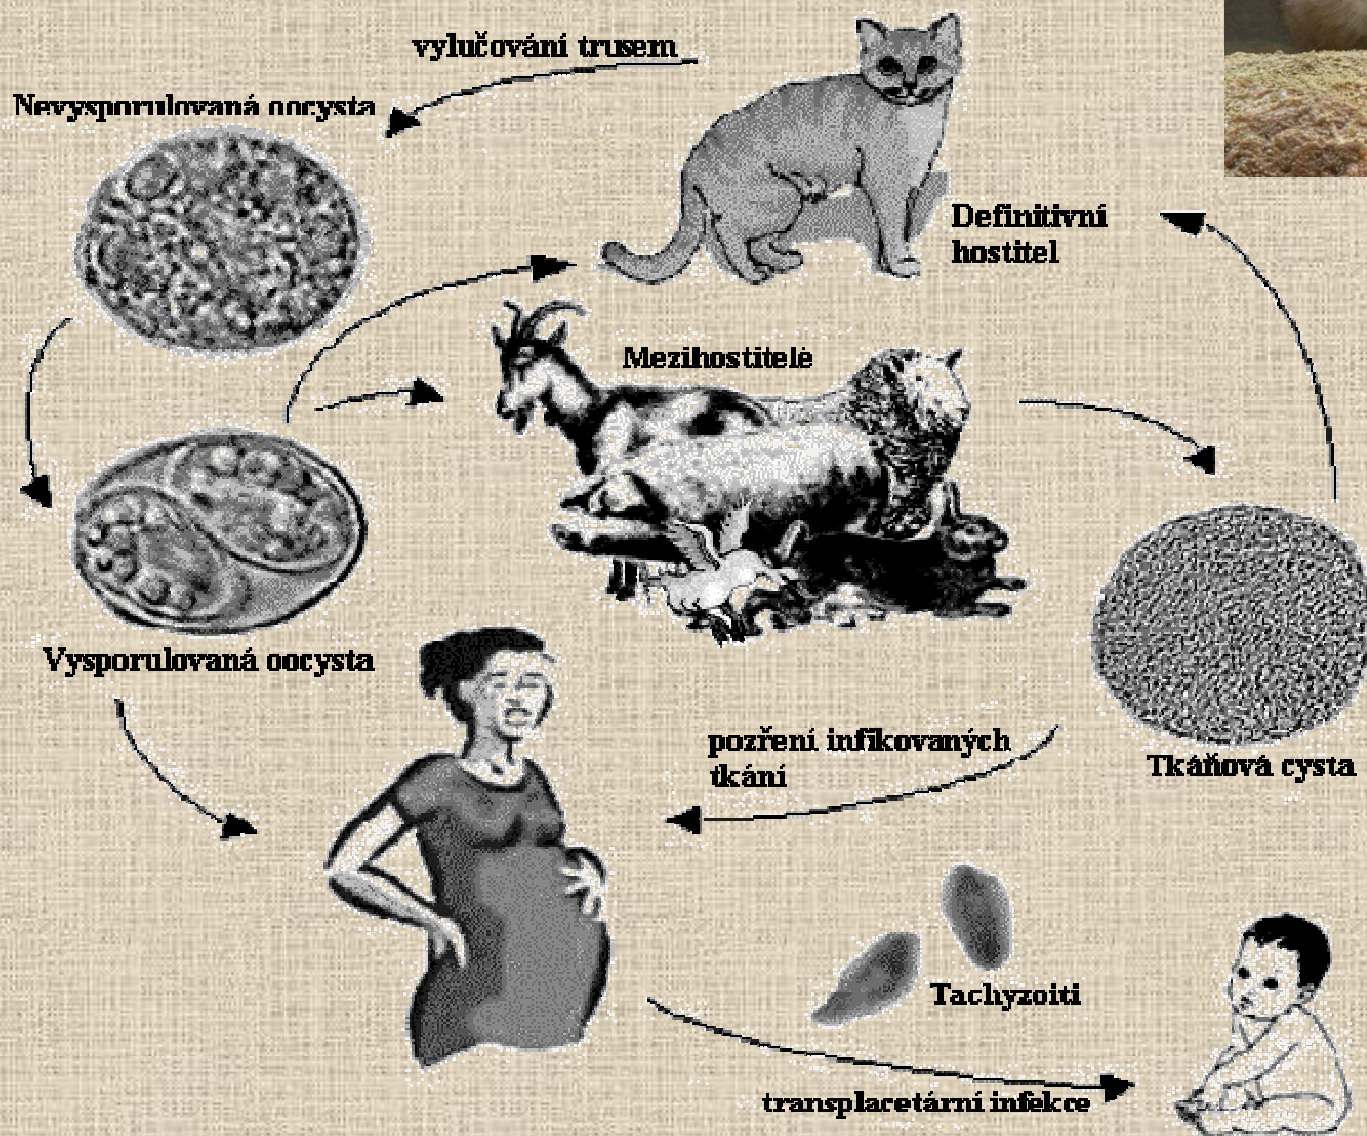 vylučování trusem
Nevysporulovaná oocysta
Definitivní
hostitel
Mezihostitelé
Vysporulovaná oocysta
pozření infikovaných
tkání
Tkáňová cysta
Tachyzoiti
transplacetární infekce